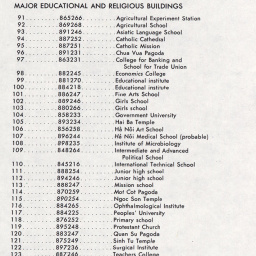 MAJOR EDUCATIONAL AND RELIGIOUS BUILDINGS
91 865266 Agricultural Experiment Station
92 869268 Agricultural School
93 891246 Asiatic Language School
94 887252 Catholic Cathedral
95 887251 Catholic Mission
96 891231 Chua Vua Pagoda
97 863231 College for Banking and
School for Trade Union
98 882245 Economics College
99 881270 Educational institute
100 884218 Educational institute
101 886247 Fine Arts School
102 889246 Girls School
103 880266 Girls school
104 858233 Government University
105 893234 Hai Ba Temple
106 856258 Hà Nôi Art School
107 896244 Hà Nôi Medical School (probable)
108 898235 Institute of Microbiology
109 848264 Intermediate and Advanced
Political School
110 845216 International Technical School
111 888254 Junior high school
112 894246 Junior high school
113 888247 Mission school
114 870259 Mot Cot Pagoda
115 890254 Ngoc Son Temple
116 884265 Ophthalmological Institute
117 884225 Peoples' University
118 876252 Primary school
119 895248 Protestant Church
120 883247 Quan Su Pagoda
121 875249 Sinh Tu Temple
122 897236 Surgical Institute
123 887246 Teachers College